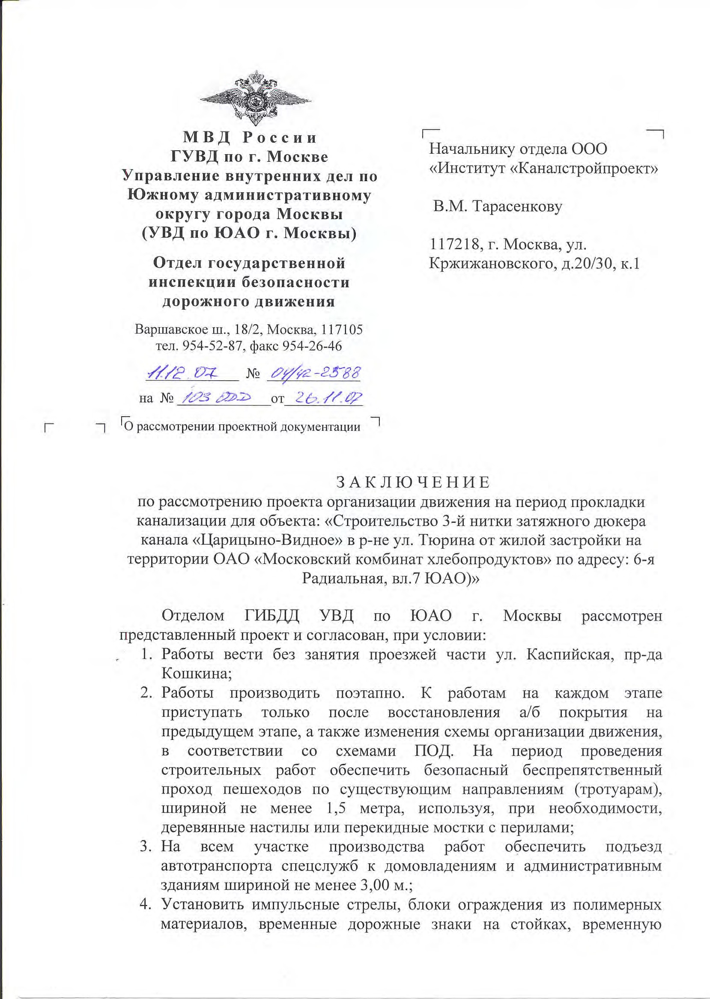 МВД России
ГУВД по г. Москве
Управление внутренних дел по
Южному административному
округу города Москвы
(УВД по ЮАО г. Москвы)
Отдел государственной
инспекции безопасности
дорожного движения
Варшавское ш., 18/2, Москва, 117105
тел. 954-52-87, факс 954-26-46
11.12.07 № 04/42-2588
на № 103 ОДД от 26.11.07
О рассмотрении проектной документации
Начальнику отдела ООО
«Институт «Каналстройпроект»
В.М. Тарасенкову
117218, г. Москва, ул.
Кржижановского, д.20/30, к.1
ЗАКЛЮЧЕНИЕ
по рассмотрению проекта организации движения на период прокладки
канализации для объекта: «Строительство 3-й нитки затяжного дюкера
канала «Царицыно-Видное» в р-не ул. Тюрина от жилой застройки на
территории ОАО «Московский комбинат хлебопродуктов» по адресу: 6-я
Радиальная, вл.7 ЮАО)»
Отделом ГИБДД УВД по ЮАО г. Москвы рассмотрен
представленный проект и согласован, при условии:
1. Работы вести без занятия проезжей части ул. Каспийская, пр-да
Кошкина;
2. Работы производить поэтапно. К работам на каждом этапе
приступать только после восстановления а/б покрытия на
предыдущем этапе, а также изменения схемы организации движения,
в соответствии со схемами ПОД. На период проведения
строительных работ обеспечить безопасный беспрепятственный
проход пешеходов по существующим направлениям (тротуарам),
шириной не менее 1,5 метра, используя, при необходимости,
деревянные настилы или перекидные мостки с перилами;
3. На всем участке производства работ обеспечить подъезд
автотранспорта спецслужб к домовладениям и административным
зданиям шириной не менее 3,00 м.;
4. Установить импульсные стрелы, блоки ограждения из полимерных
материалов, временные дорожные знаки на стойках, временную